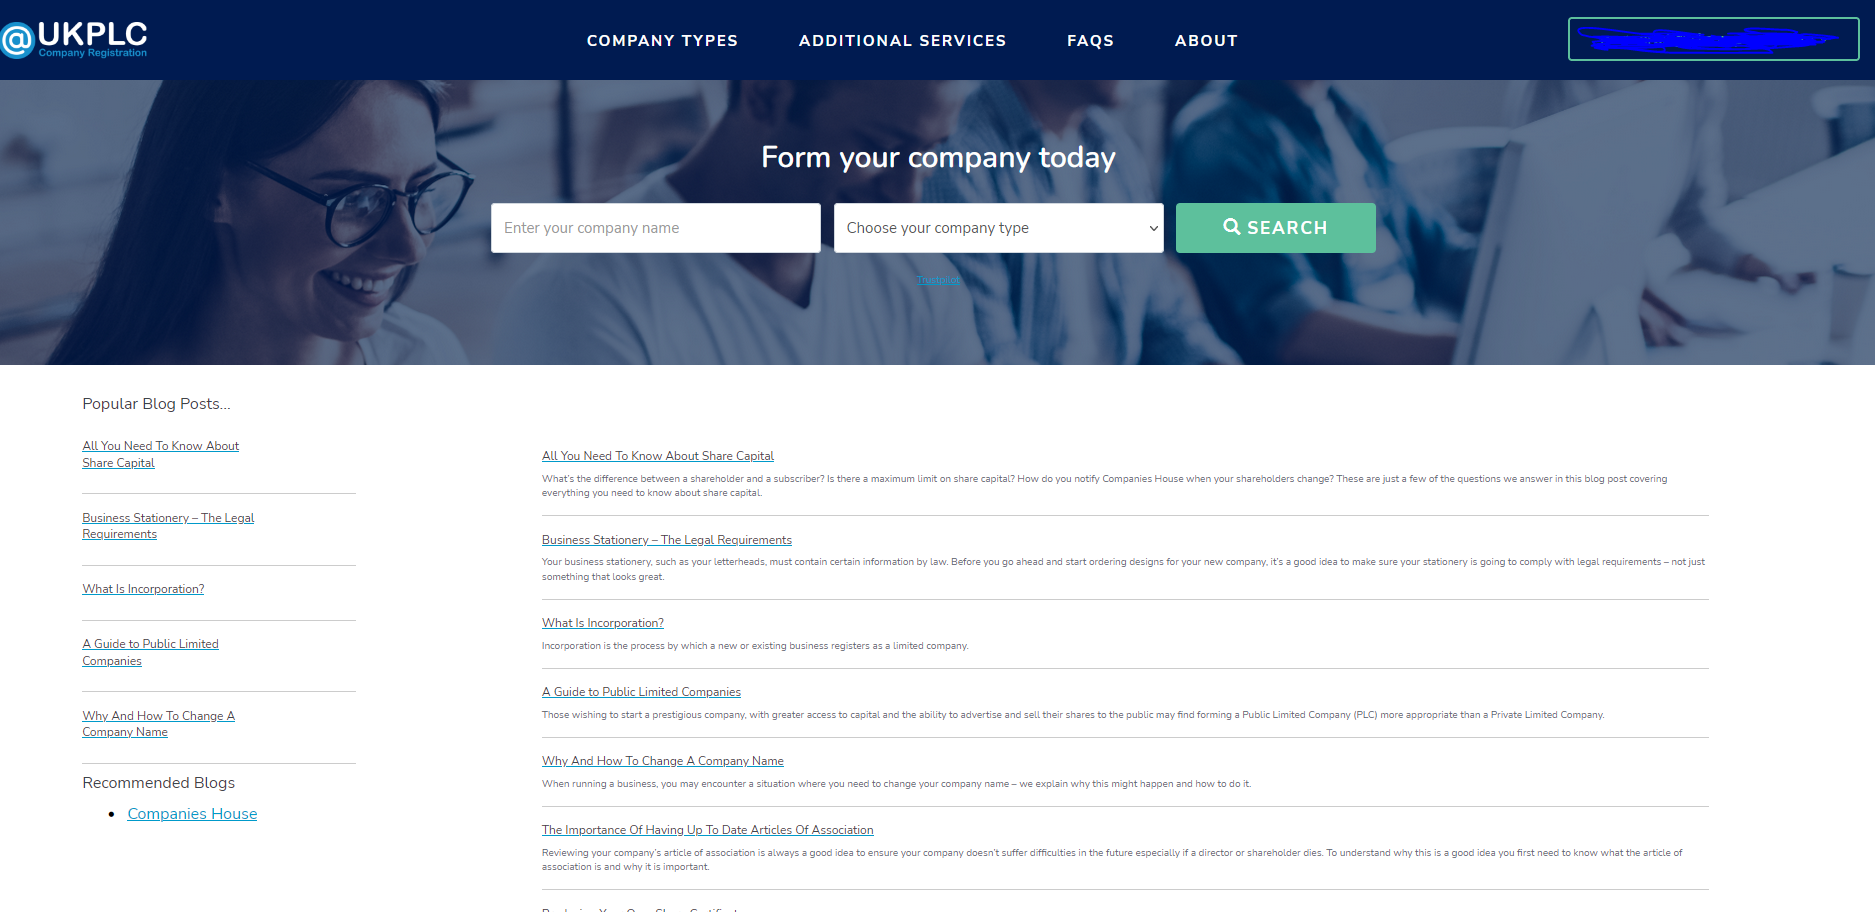 @UKPLC
Company Registration
COMPANY TYPES
ADDITIONAL SERVICES
FAQS
ABOUT
Form your company today
Enter your company name
Choose your company type
SEARCH
Trustpilot
Popular Blog Posts...
All You Need To Know About
Share Capital
Business Stationery – The Legal
Requirements
What Is Incorporation?
A Guide to Public Limited
Companies
Why And How To Change A
Company Name
Recommended Blogs
Companies House
All You Need To Know About Share Capital
What's the difference between a shareholder and a subscriber? Is there a maximum limit on share capital? How do you notify Companies House when your shareholders change? These are just a few of the questions we answer in this blog post covering
everything you need to know about share capital.
Business Stationery – The Legal Requirements
Your business stationery, such as your letterheads, must contain certain information by law. Before you go ahead and start ordering designs for your new company, it's a good idea to make sure your stationery is going to comply with legal requirements – not just
something that looks great.
What Is Incorporation?
Incorporation is the process by which a new or existing business registers as a limited company.
A Guide to Public Limited Companies
Those wishing to start a prestigious company, with greater access to capital and the ability to advertise and sell their shares to the public may find forming a Public Limited Company (PLC) more appropriate than a Private Limited Company.
Why And How To Change A Company Name
When running a business, you may encounter a situation where you need to change your company name – we explain why this might happen and how to do it.
The Importance Of Having Up To Date Articles Of Association
Reviewing your company's article of association is always a good idea to ensure your company doesn't suffer difficulties in the future especially if a director or shareholder dies. To understand why this is a good idea you first need to know what the article of
association is and why it is important.